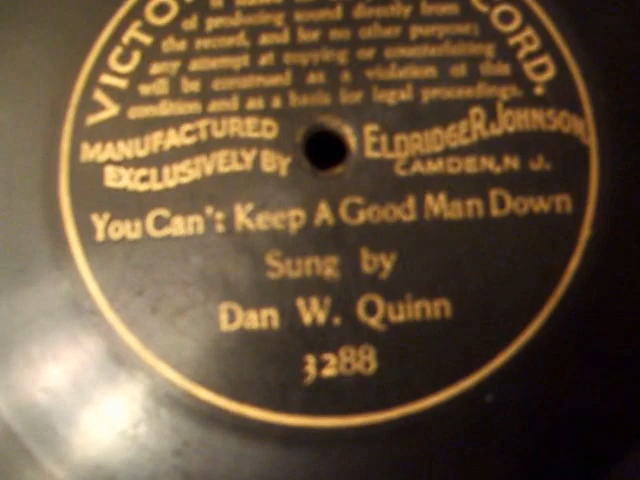 VICTOR RECORD.
of producing sound directly from
the record, and for no other purpose;
any attempt at copying or counterfeiting
will be construed as a violation of this
condition and as a basis for legal proceedings.
MANUFACTURED
EXCLUSIVELY BY
ELDRIDGE R. JOHNSON,
CAMDEN, N J.
You Can't Keep A Good Man Down
Sung by
Dan W. Quinn
3288